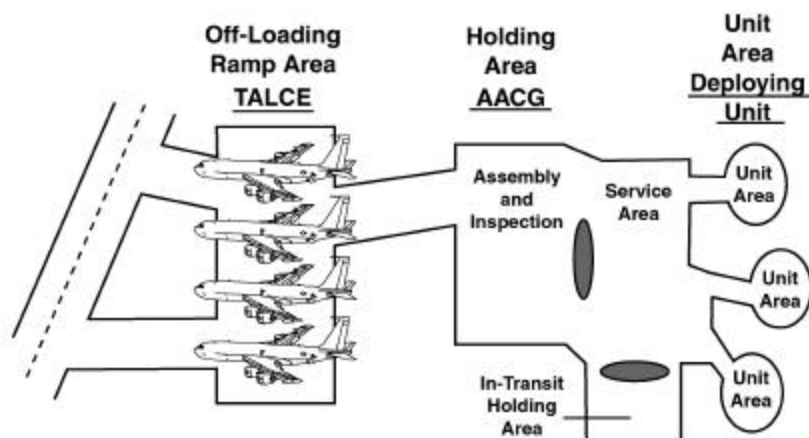 Off-Loading
Ramp Area
TALCE
Holding
Area
AACG
Unit
Area
Deploying
Unit
Assembly
and
Inspection
Service
Area
Unit
Area
Unit
Area
Unit
Area
In-Transit
Holding
Area